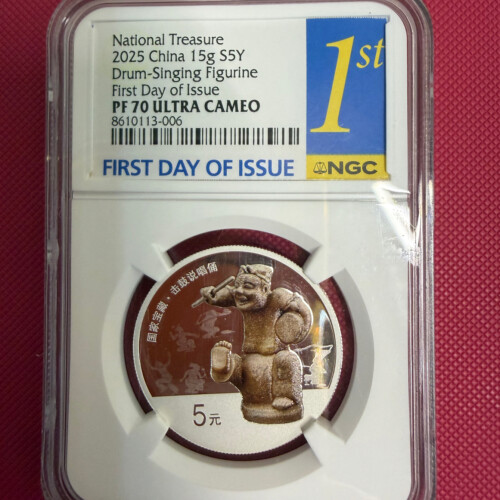 National Treasure
2025 China 15g S5Y
Drum-Singing Figurine
First Day of Issue
PF 70 ULTRA CAMEO
8610113-006
FIRST DAY OF ISSUE
1st
NGC
国家宝藏·击鼓说唱俑
5元